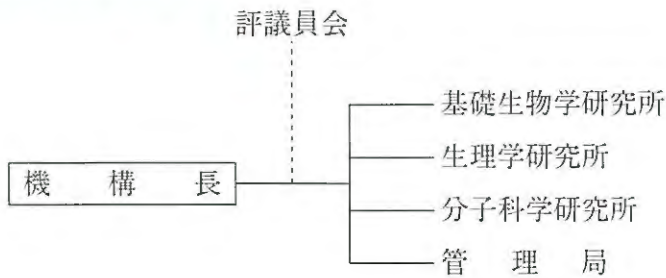 評議員会
機構長
基礎生物学研究所
生理学研究所
分子科学研究所
管理局